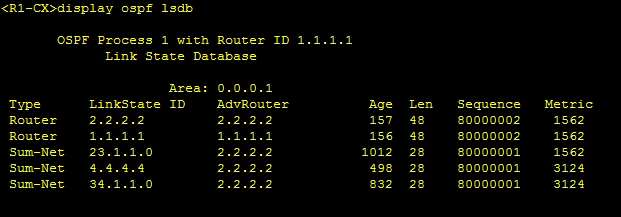 <R1-CX>display ospf lsdb
OSPF Process 1 with Router ID 1.1.1.1
Link State Database
Area: 0.0.0.1
Type LinkState ID AdvRouter Age Len Sequence Metric
Router 2.2.2.2 2.2.2.2 157 48 80000002 1562
Router 1.1.1.1 1.1.1.1 156 48 80000002 1562
Sum-Net 23.1.1.0 2.2.2.2 1012 28 80000001 1562
Sum-Net 4.4.4.4 2.2.2.2 498 28 80000001 3124
Sum-Net 34.1.1.0 2.2.2.2 832 28 80000001 3124